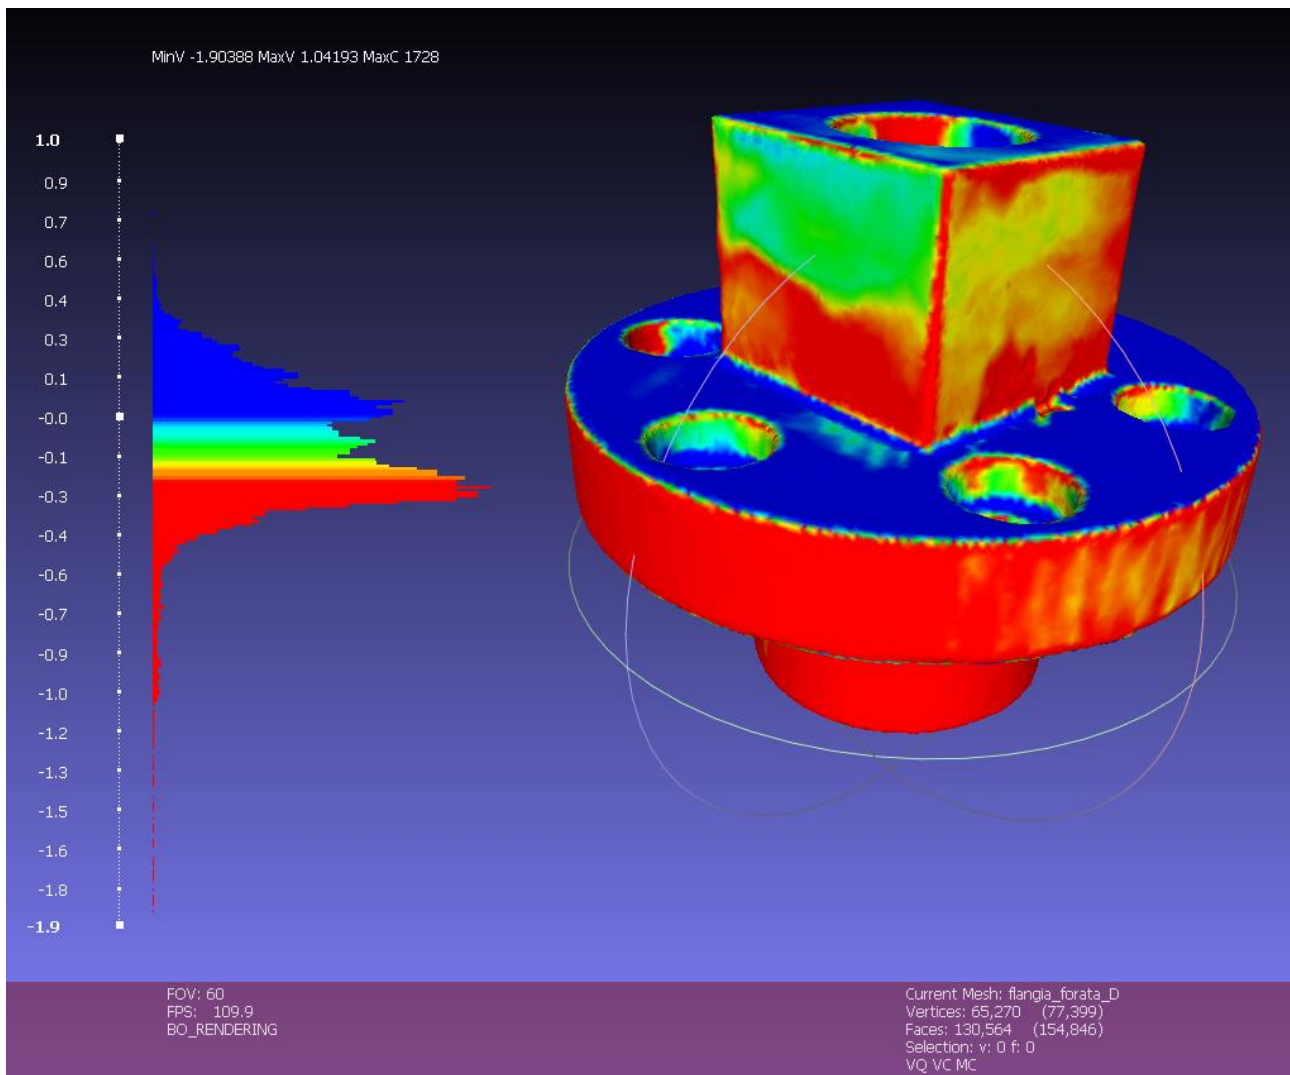 MinV -1.90388 MaxV 1.04193 MaxC 1728
1.0
0.9
0.7
0.6
0.4
0.3
0.1
-0.0
-0.1
-0.3
-0.4
-0.6
-0.7
-0.9
-1.0
-1.2
-1.3
-1.5
-1.6
-1.8
-1.9
FOV: 60
FPS: 109.9
BO_RENDERING
Current Mesh: flangia_forata_D
Vertices: 65,270 (77,399)
Faces: 130,564 (154,846)
Selection: v: 0 f: 0
VQ VC MC